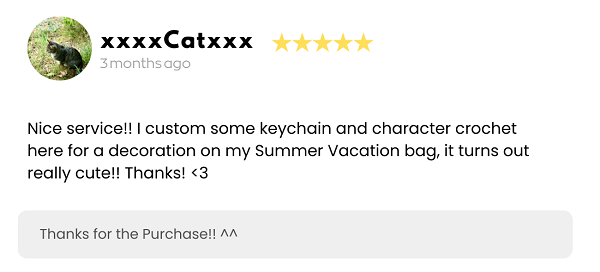 xxxxCatxxx
3 months ago
Nice service!! I custom some keychain and character crochet
here for a decoration on my Summer Vacation bag, it turns out
really cute!! Thanks! <3
Thanks for the Purchase!! ^^